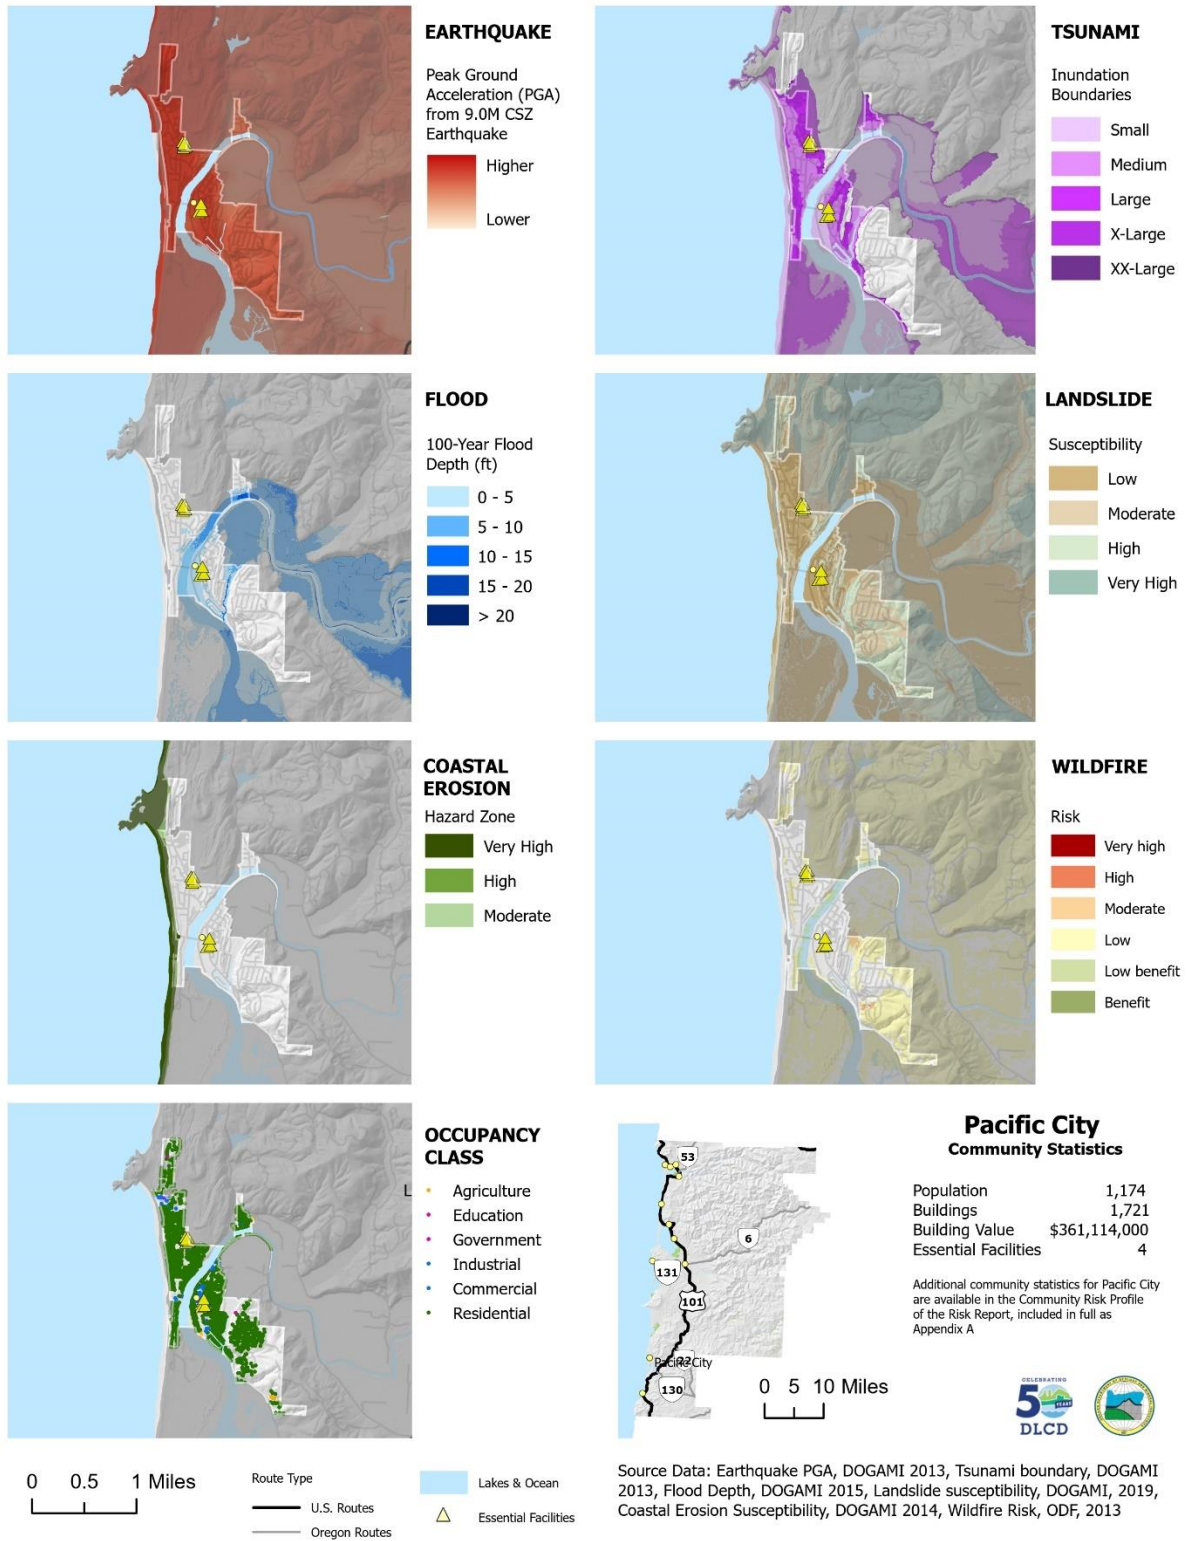 EARTHQUAKE
Peak Ground
Acceleration (PGA)
from 9.0M CSZ
Earthquake
Higher
Lower
TSUNAMI
Inundation
Boundaries
Small
Medium
Large
X-Large
XX-Large
FLOOD
100-Year Flood
Depth (ft)
0 - 5
5 - 10
10 - 15
15 - 20
> 20
LANDSLIDE
Susceptibility
Low
Moderate
High
Very High
COASTAL
EROSION
Hazard Zone
Very High
High
Moderate
WILDFIRE
Risk
Very high
High
Moderate
Low
Low benefit
Benefit
L
OCCUPANCY
CLASS
Agriculture
Education
Government
Industrial
Commercial
Residential
53
6
131
101
22
Pacific City
130
0 5 10 Miles
Pacific City
Community Statistics
Population 1,174
Buildings 1,721
Building Value $361,114,000
Essential Facilities 4
Additional community statistics for Pacific City
are available in the Community Risk Profile
of the Risk Report, included in full as
Appendix A
CELEBRATING
50 YEARS
DLCD
0 0.5 1 Miles
Route Type
U.S. Routes
Oregon Routes
Lakes & Ocean
Essential Facilities
Source Data: Earthquake PGA, DOGAMI 2013, Tsunami boundary, DOGAMI
2013, Flood Depth, DOGAMI 2015, Landslide susceptibility, DOGAMI, 2019,
Coastal Erosion Susceptibility, DOGAMI 2014, Wildfire Risk, ODF, 2013